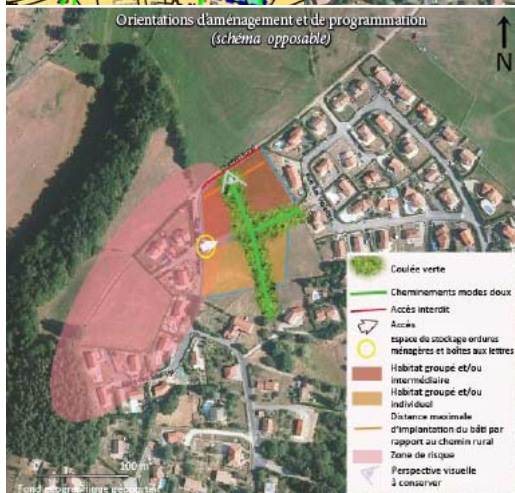 Orientations d'aménagement et de programmation
(schéma opposable)
N
Coulée verte
Cheminements modes doux
Accès interdit
Accès
Espace de stockage ordures
ménagères et boîtes aux lettres
Habitat groupé et/ou
intermédiaire
Habitat groupé et/ou
individuel
Distance maximale
d'implantation du bâti par
rapport au chemin rural
Zone de risque
Perspective visuelle
à conserver
0 100 m